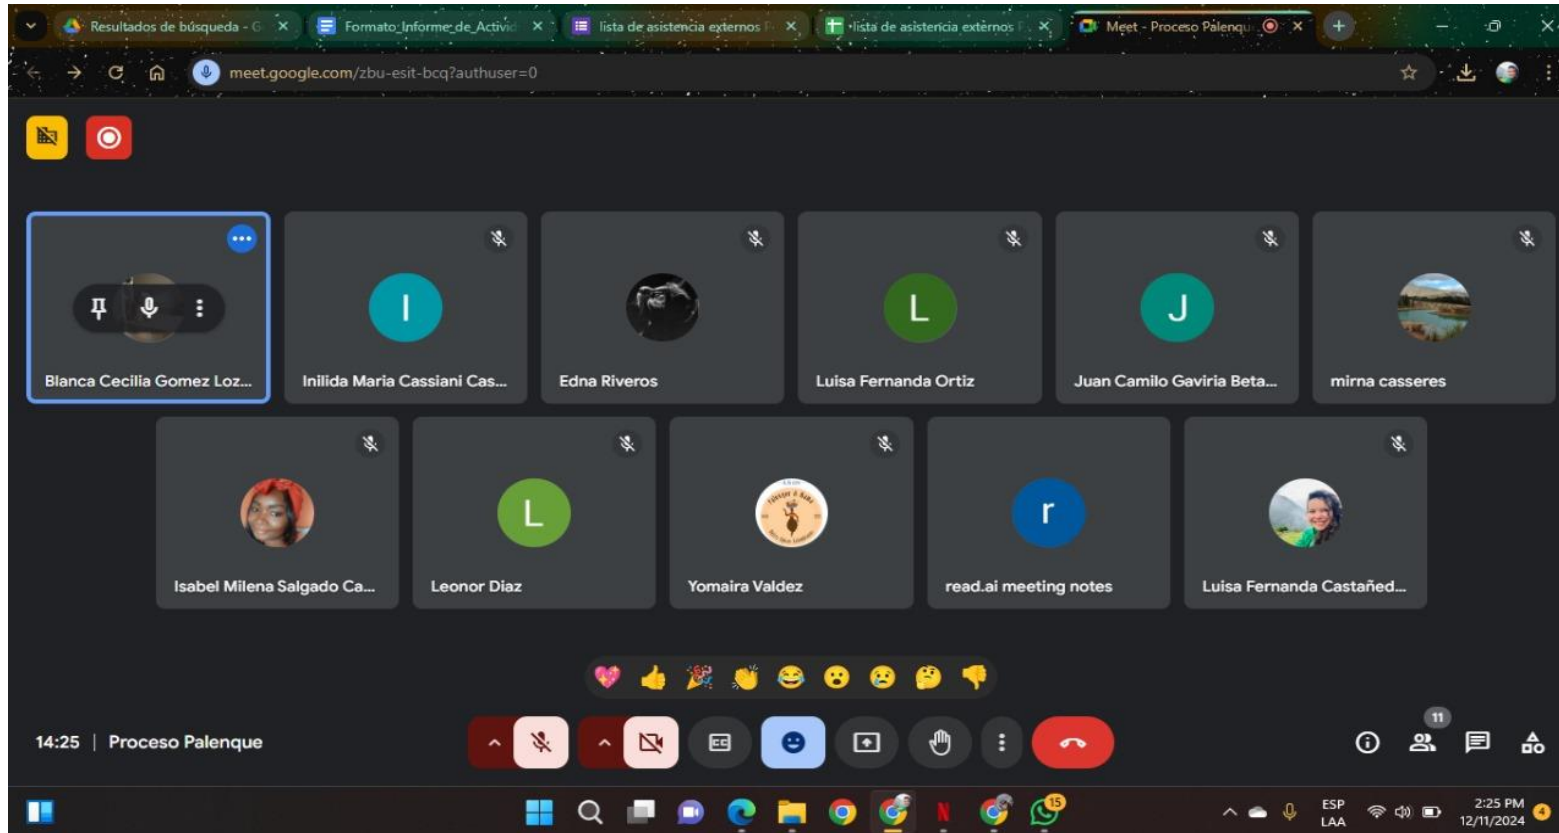 Resultados de búsqueda - G
Formato_Informe_de_Activic
lista de asistencia externos
lista de asistencia externos
Meet - Proceso Palenqu
meet.google.com/zbu-esit-bcq?authuser=0
Blanca Cecilia Gomez Loz...
I
Inilida Maria Cassiani Cas...
Edna Riveros
L
Luisa Fernanda Ortiz
J
Juan Camilo Gaviria Beta...
mirna casseres
Isabel Milena Salgado Ca...
L
Leonor Diaz
Yomaira Valdez
r
read.ai meeting notes
Luisa Fernanda Castañed...
14:25 | Proceso Palenque
CC
11
15
ESP
LAA
2:25 PM
12/11/2024
4